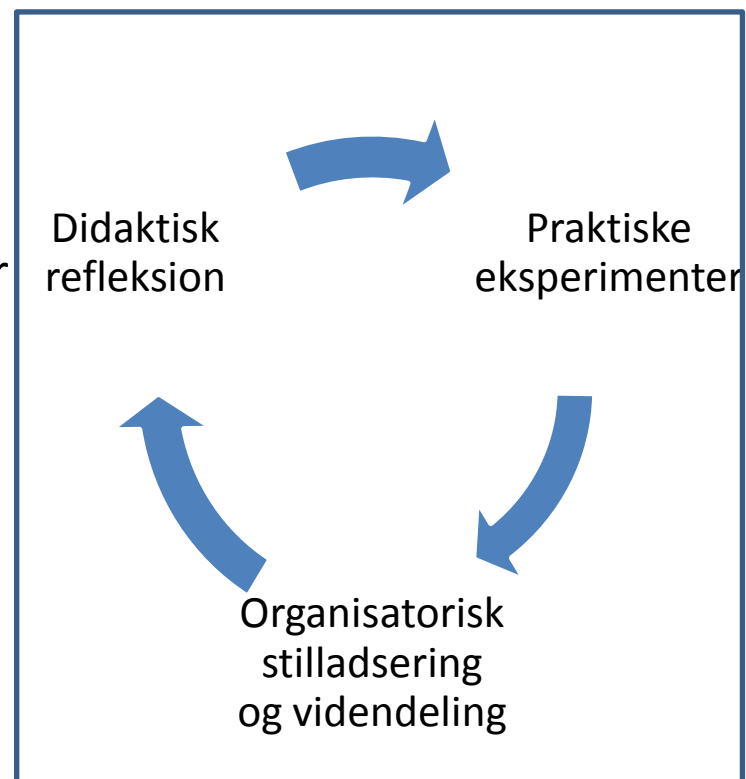 Didaktisk
refleksion
Praktiske
eksperimenter
Organisatorisk
stilladsering
og videndeling